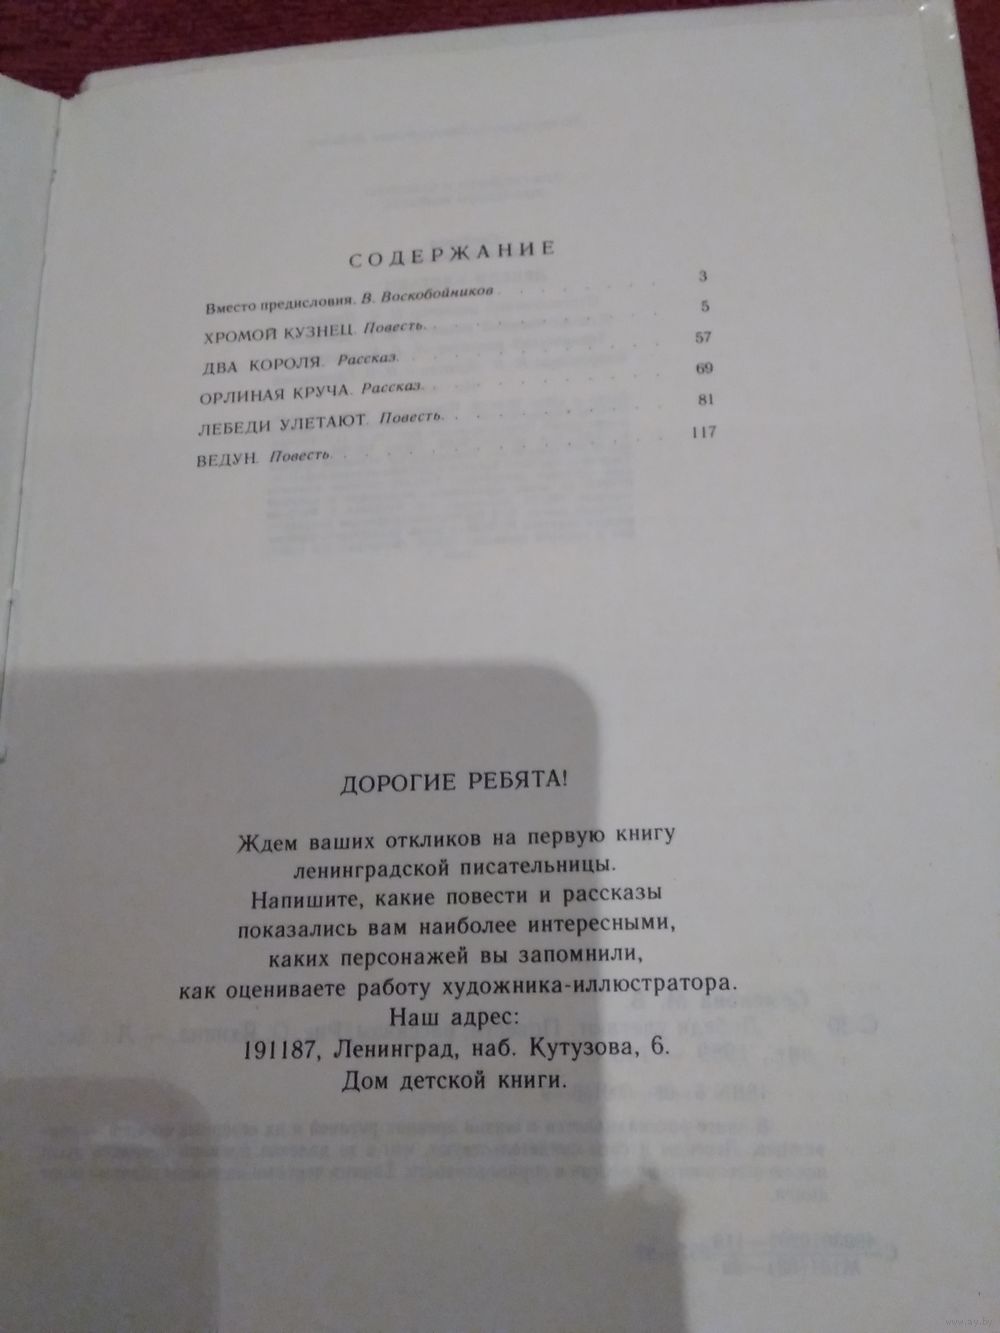 СОДЕРЖАНИЕ
Вместо предисловия. В. Воскобойников 3
ХРОМОЙ КУЗНЕЦ. Повесть. 5
ДВА КОРОЛЯ. Рассказ. 57
ОРЛИНАЯ КРУЧА. Рассказ. 69
ЛЕБЕДИ УЛЕТАЮТ. Повесть. 81
ВЕДУН. Повесть. 117
ДОРОГИЕ РЕБЯТА!
Ждем ваших откликов на первую книгу
ленинградской писательницы.
Напишите, какие повести и рассказы
показались вам наиболее интересными,
каких персонажей вы запомнили,
как оцениваете работу художника-иллюстратора.
Наш адрес:
191187, Ленинград, наб. Кутузова, 6.
Дом детской книги.
www.ay.by